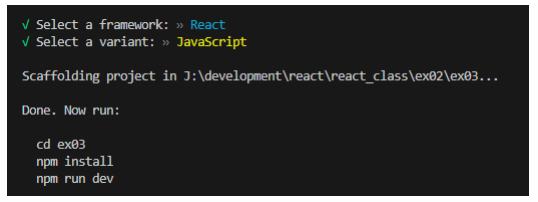 √ Select a framework: » React
√ Select a variant: » JavaScript
Scaffolding project in J:\development\react\react_class\ex02\ex03...
Done. Now run:
cd ex03
npm install
npm run dev